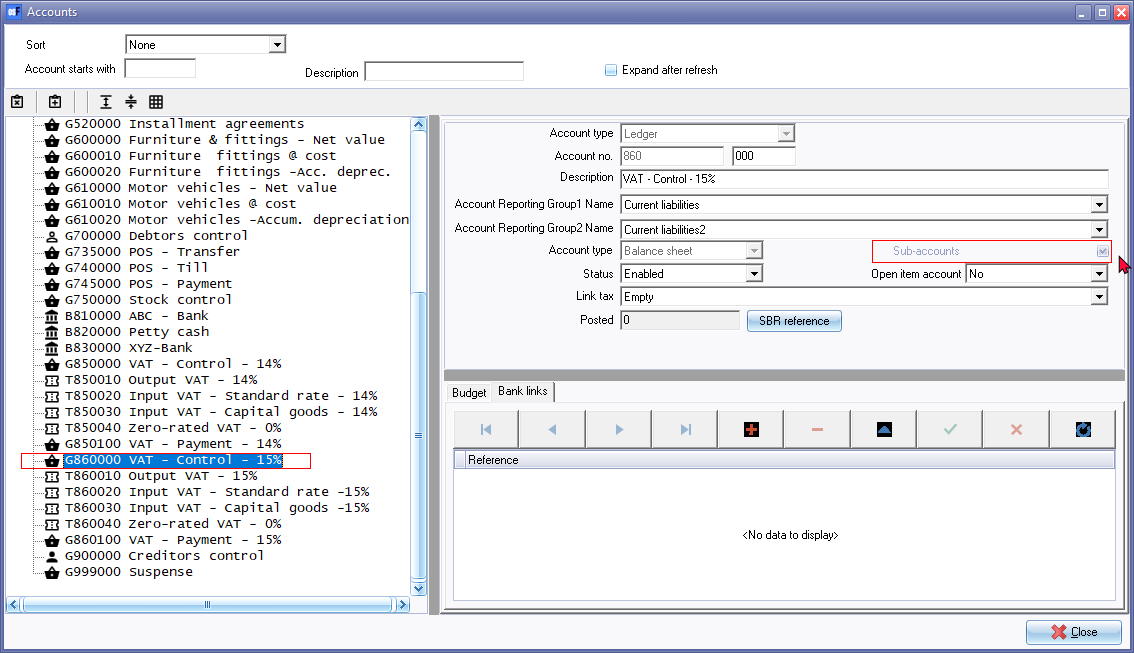 Accounts
Sort None
Account starts with
Description
Expand after refresh
G520000 Installment agreements
G600000 Furniture & fittings - Net value
G600010 Furniture  fittings @ cost
G600020 Furniture  fittings -Acc. deprec.
G610000 Motor vehicles - Net value
G610010 Motor vehicles @ cost
G610020 Motor vehicles -Accum. depreciation
G700000 Debtors control
G735000 POS - Transfer
G740000 POS - Till
G745000 POS - Payment
G750000 Stock control
B810000 ABC - Bank
B820000 Petty cash
B830000 XYZ-Bank
G850000 VAT - Control - 14%
T850010 Output VAT - 14%
T850020 Input VAT - Standard rate - 14%
T850030 Input VAT - Capital goods - 14%
T850040 Zero-rated VAT - 0%
G850100 VAT - Payment - 14%
G860000 VAT - Control - 15%
T860010 Output VAT - 15%
T860020 Input VAT - Standard rate -15%
T860030 Input VAT - Capital goods -15%
T860040 Zero-rated VAT - 0%
G860100 VAT - Payment - 15%
G900000 Creditors control
G999000 Suspense
Account type Ledger
Account no. 860 000
Description VAT - Control - 15%
Account Reporting Group1 Name Current liabilities
Account Reporting Group2 Name Current liabilities2
Account type Balance sheet Sub-accounts
Status Enabled Open item account No
Link tax Empty
Posted 0 SBR reference
Budget Bank links
Reference
<No data to display>
Close